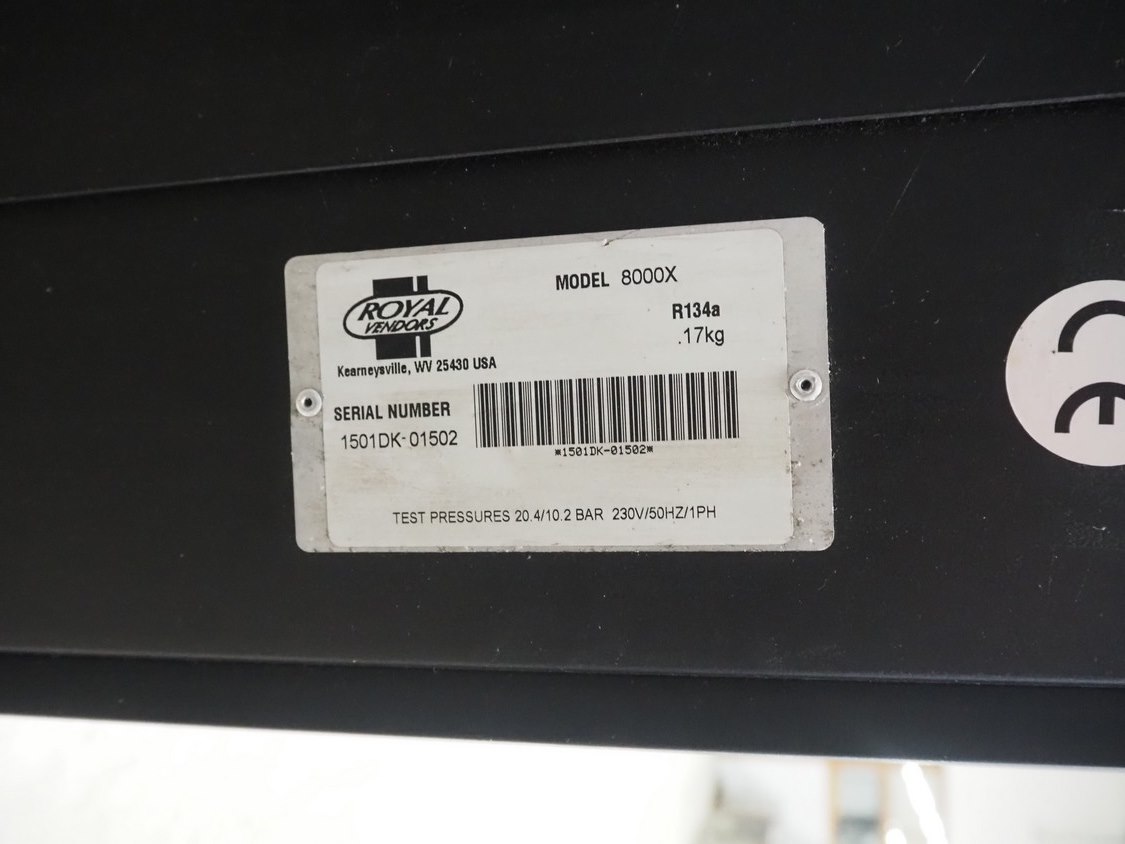 ROYAL
VENDORS
Kearneysville, WV 25430 USA
MODEL 8000X
R134a
.17kg
SERIAL NUMBER
1501DK-01502
*1501DK-01502*
TEST PRESSURES 20.4/10.2 BAR 230V/50HZ/1PH
CE